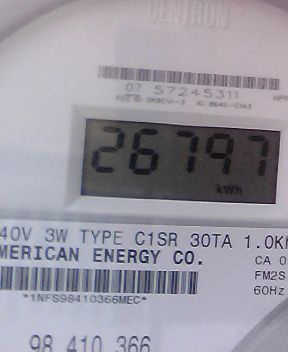 CENTRON
07 57245311
26797
kWh
40V 3W TYPE C1SR 30TA 1.0Kh
MERICAN ENERGY CO.
CA 0
FM2S
60Hz
*1NFS98410366MEC*
98 410 366